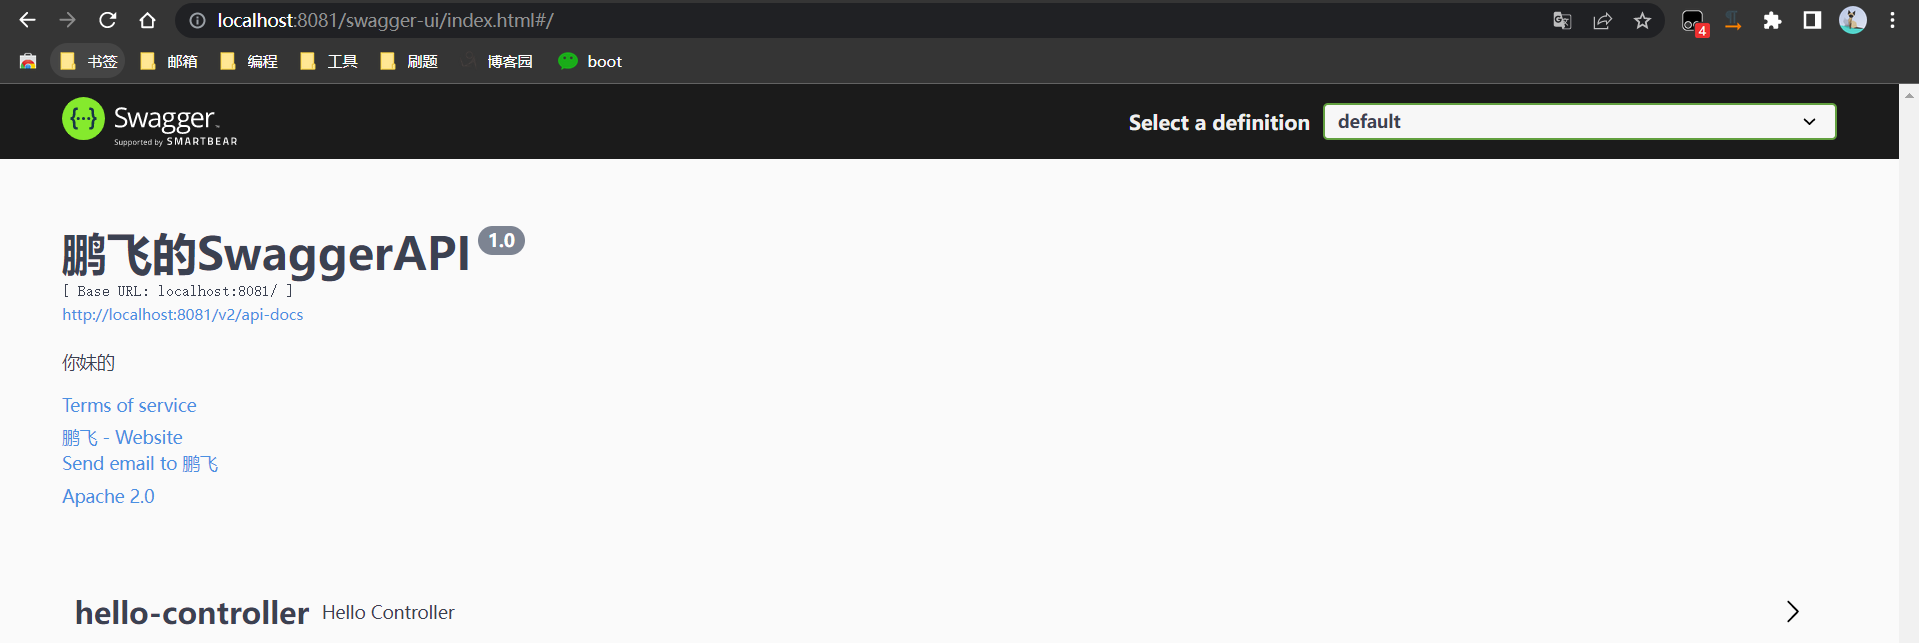 localhost:8081/swagger-ui/index.html#/
4
书签 邮箱 编程 工具 刷题 博客园 boot
Swagger
Supported by SMARTBEAR
Select a definition default
鹏飞的SwaggerAPI 1.0
[ Base URL: localhost:8081/ ]
http://localhost:8081/v2/api-docs
你妹的
Terms of service
鹏飞 - Website
Send email to 鹏飞
Apache 2.0
hello-controller Hello Controller